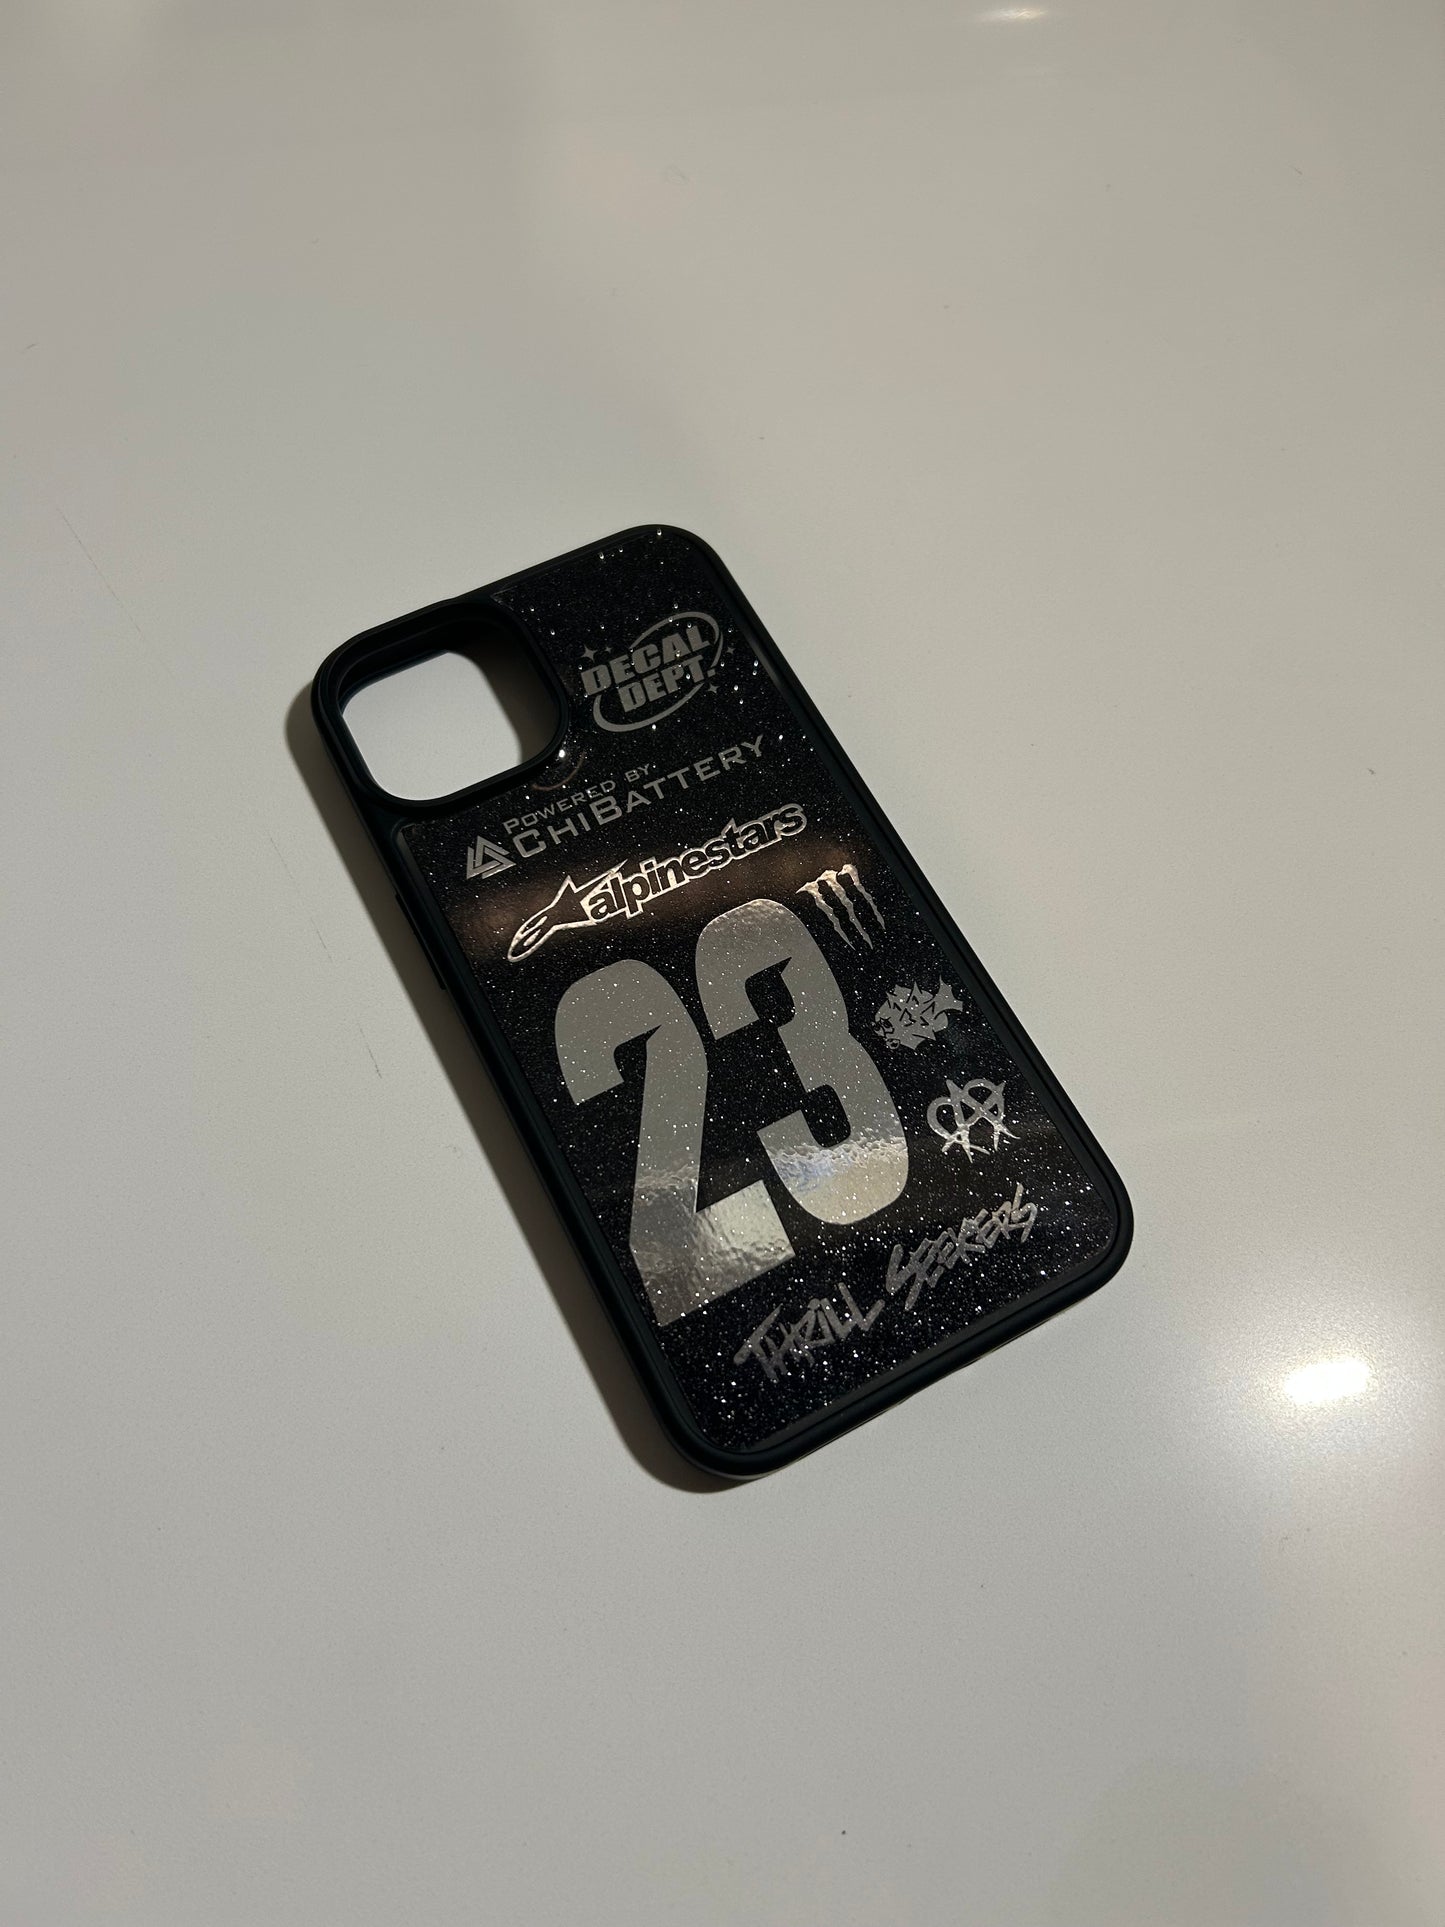 DECAL
DEPT.
POWERED BY
CHIBATTERY
alpinestars
23
THRILL SEEKERS